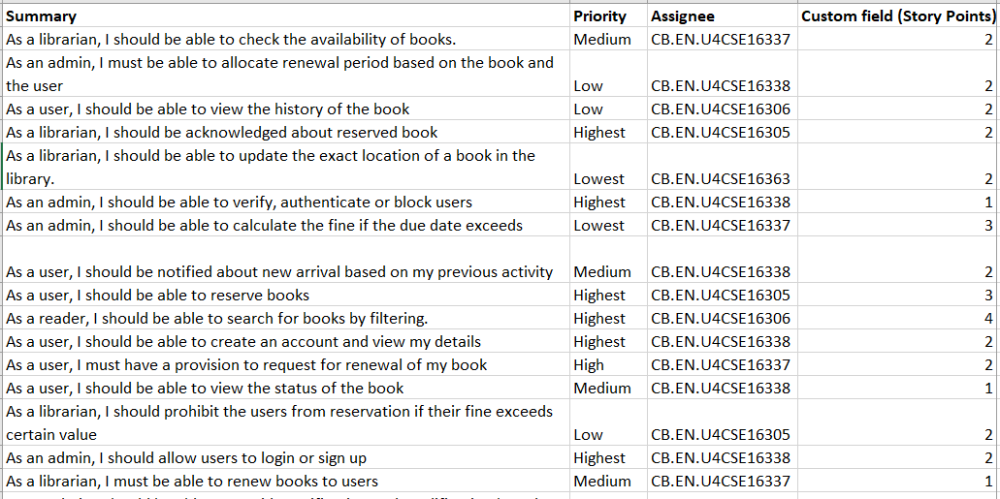 Summary Priority Assignee Custom field (Story Points)
As a librarian, I should be able to check the availability of books. Medium CB.EN.U4CSE16337 2
As an admin, I must be able to allocate renewal period based on the book and
the user Low CB.EN.U4CSE16338 2
As a user, I should be able to view the history of the book Low CB.EN.U4CSE16306 2
As a librarian, I should be acknowledged about reserved book Highest CB.EN.U4CSE16305 2
As a librarian, I should be able to update the exact location of a book in the
library. Lowest CB.EN.U4CSE16363 2
As an admin, I should be able to verify, authenticate or block users Highest CB.EN.U4CSE16338 1
As an admin, I should be able to calculate the fine if the due date exceeds Lowest CB.EN.U4CSE16337 3
As a user, I should be notified about new arrival based on my previous activity Medium CB.EN.U4CSE16338 2
As a user, I should be able to reserve books Highest CB.EN.U4CSE16305 3
As a reader, I should be able to search for books by filtering. Highest CB.EN.U4CSE16306 4
As a user, I should be able to create an account and view my details Highest CB.EN.U4CSE16338 2
As a user, I must have a provision to request for renewal of my book High CB.EN.U4CSE16337 2
As a user, I should be able to view the status of the book Medium CB.EN.U4CSE16338 1
As a librarian, I should prohibit the users from reservation if their fine exceeds
certain value Low CB.EN.U4CSE16305 2
As an admin, I should allow users to login or sign up Highest CB.EN.U4CSE16338 2
As a librarian, I must be able to renew books to users Medium CB.EN.U4CSE16337 1